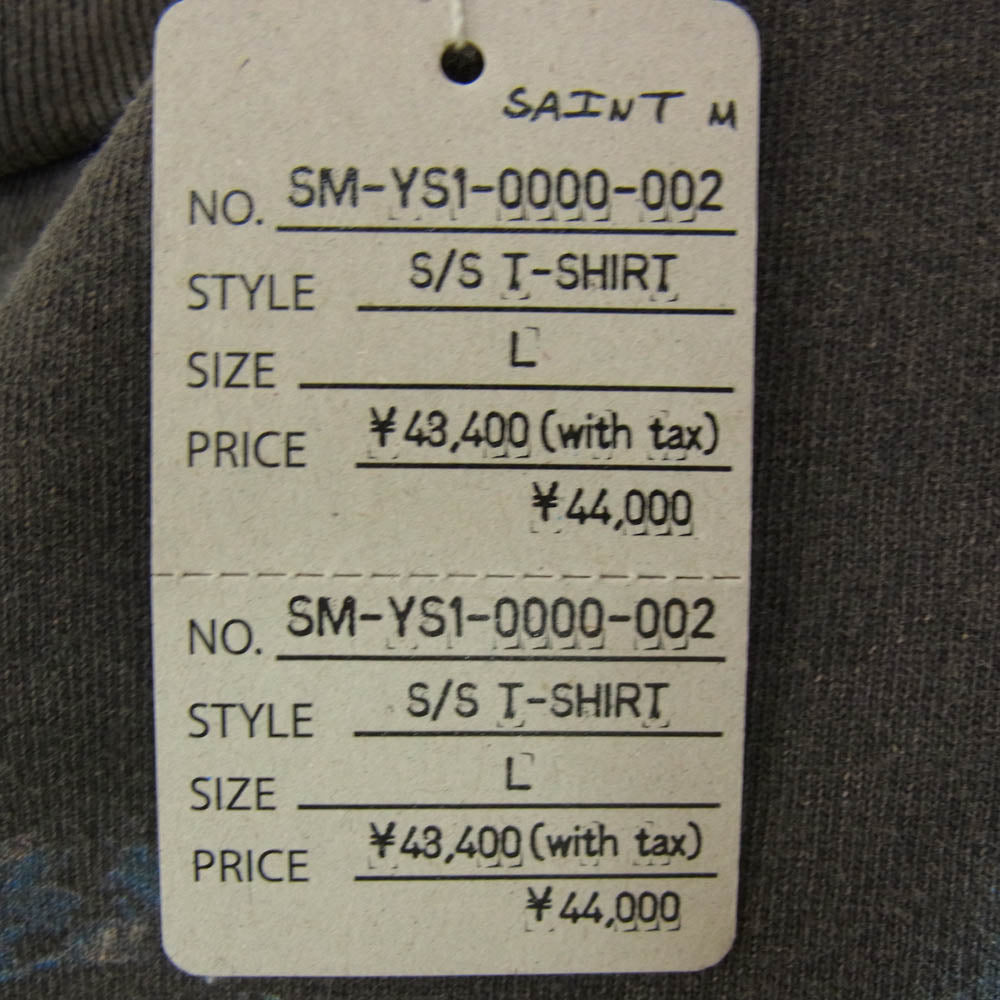 SAINT M
NO. SM-YS1-0000-002
STYLE S/S T-SHIRT
SIZE L
PRICE ¥43,400(with tax)
¥44,000
NO. SM-YS1-0000-002
STYLE S/S T-SHIRT
SIZE L
PRICE ¥43,400(with tax)
¥44,000